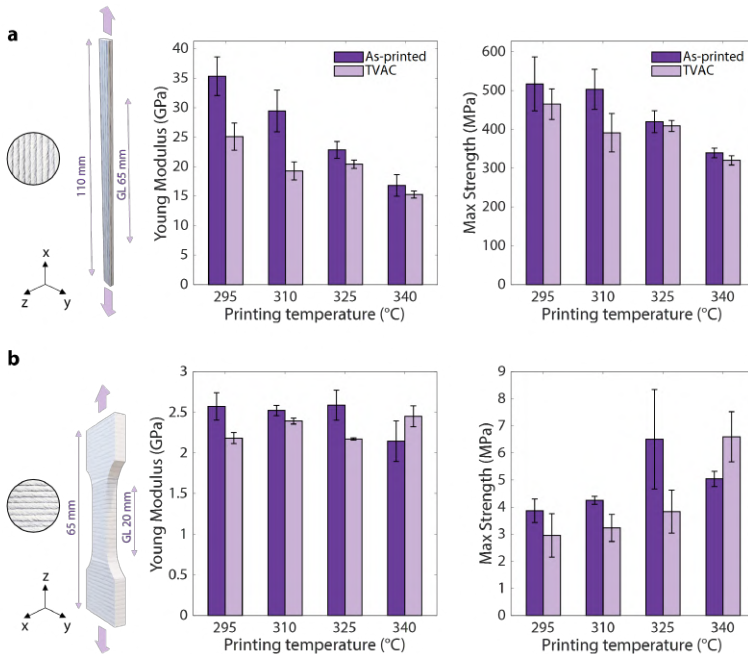 a
110 mm
GL 65 mm
x
z
y
Young Modulus (GPa)
40
35
30
25
20
15
10
5
0
As-printed
TVAC
295 310 325 340
Printing temperature (°C)
Max Strength (MPa)
600
500
400
300
200
100
0
As-printed
TVAC
295 310 325 340
Printing temperature (°C)
b
65 mm
GL 20 mm
z
x
y
Young Modulus (GPa)
3
2.5
2
1.5
1
0.5
0
295 310 325 340
Printing temperature (°C)
Max Strength (MPa)
9
8
7
6
5
4
3
2
1
0
295 310 325 340
Printing temperature (°C)